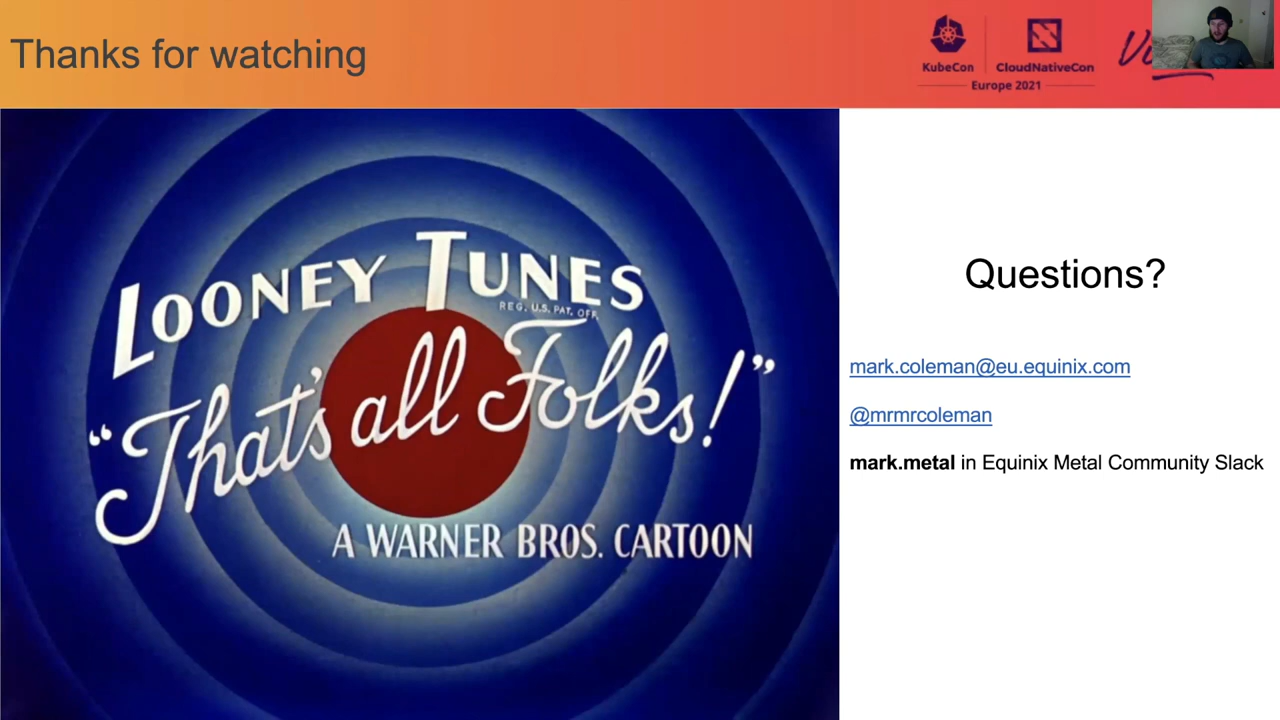 Thanks for watching
KubeCon
CloudNativeCon
Europe 2021
LOONEY TUNES
REG. U.S. PAT. OFF.
“That's all Folks!”
A WARNER BROS. CARTOON
Questions?
mark.coleman@eu.equinix.com
@mrmrcoleman
mark.metal in Equinix Metal Community Slack